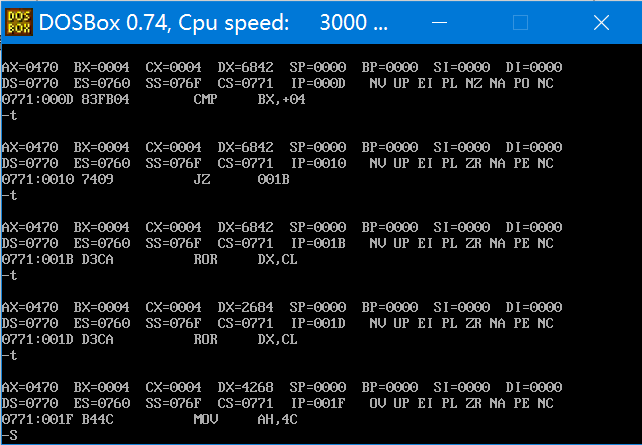 DOS
BOX
DOSBox 0.74, Cpu speed:    3000 ...
AX=0470  BX=0004  CX=0004  DX=6842  SP=0000  BP=0000  SI=0000  DI=0000
DS=0770  ES=0760  SS=076F  CS=0771  IP=000D   NV UP EI PL NZ NA PO NC
0771:000D 83FB04        CMP     BX,+04
-t
AX=0470  BX=0004  CX=0004  DX=6842  SP=0000  BP=0000  SI=0000  DI=0000
DS=0770  ES=0760  SS=076F  CS=0771  IP=0010   NV UP EI PL ZR NA PE NC
0771:0010 7409          JZ      001B
-t
AX=0470  BX=0004  CX=0004  DX=6842  SP=0000  BP=0000  SI=0000  DI=0000
DS=0770  ES=0760  SS=076F  CS=0771  IP=001B   NV UP EI PL ZR NA PE NC
0771:001B D3CA          ROR     DX,CL
-t
AX=0470  BX=0004  CX=0004  DX=2684  SP=0000  BP=0000  SI=0000  DI=0000
DS=0770  ES=0760  SS=076F  CS=0771  IP=001D   NV UP EI PL ZR NA PE NC
0771:001D D3CA          ROR     DX,CL
-t
AX=0470  BX=0004  CX=0004  DX=4268  SP=0000  BP=0000  SI=0000  DI=0000
DS=0770  ES=0760  SS=076F  CS=0771  IP=001F   OV UP EI PL ZR NA PE NC
0771:001F B44C          MOV     AH,4C
-S